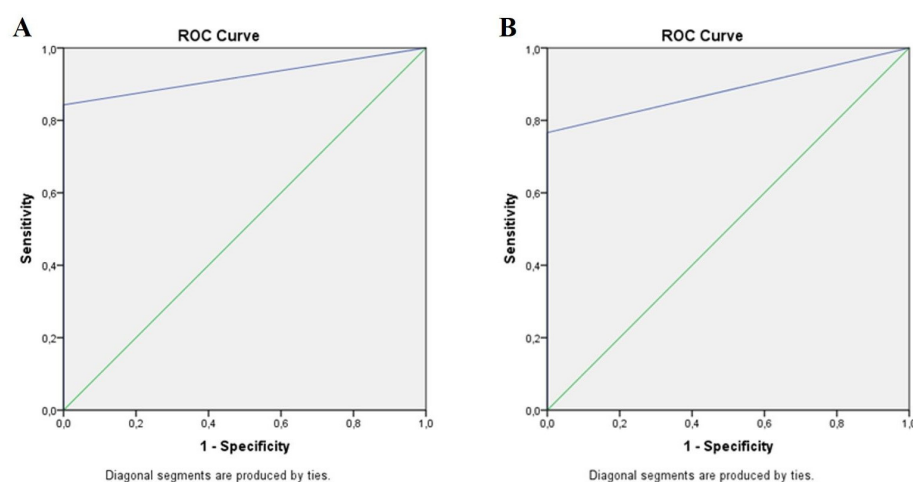 A
ROC Curve
1,0
0,8
0,6
0,4
0,2
0,0
Sensitivity
0,0 0,2 0,4 0,6 0,8 1,0
1 - Specificity
Diagonal segments are produced by ties.
B
ROC Curve
1,0
0,8
0,6
0,4
0,2
0,0
Sensitivity
0,0 0,2 0,4 0,6 0,8 1,0
1 - Specificity
Diagonal segments are produced by ties.